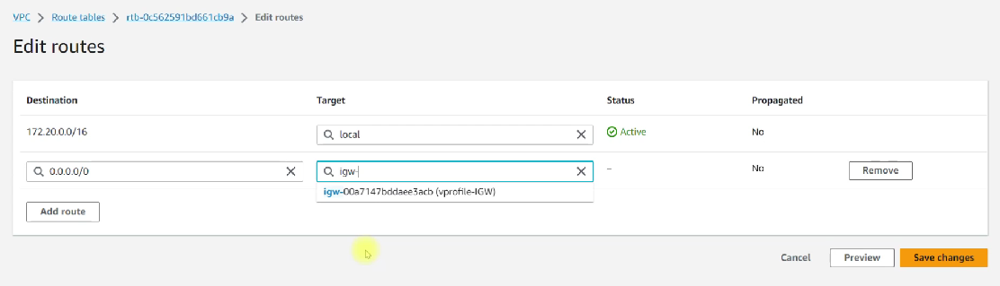 VPC > Route tables > rtb-0c562591bd661cb9a > Edit routes
Edit routes
Destination Target Status Propagated
172.20.0.0/16 local Active No
0.0.0.0/0 igw- – No Remove
igw-00a7147bddaee3acb (vprofile-IGW)
Add route
Cancel Preview Save changes